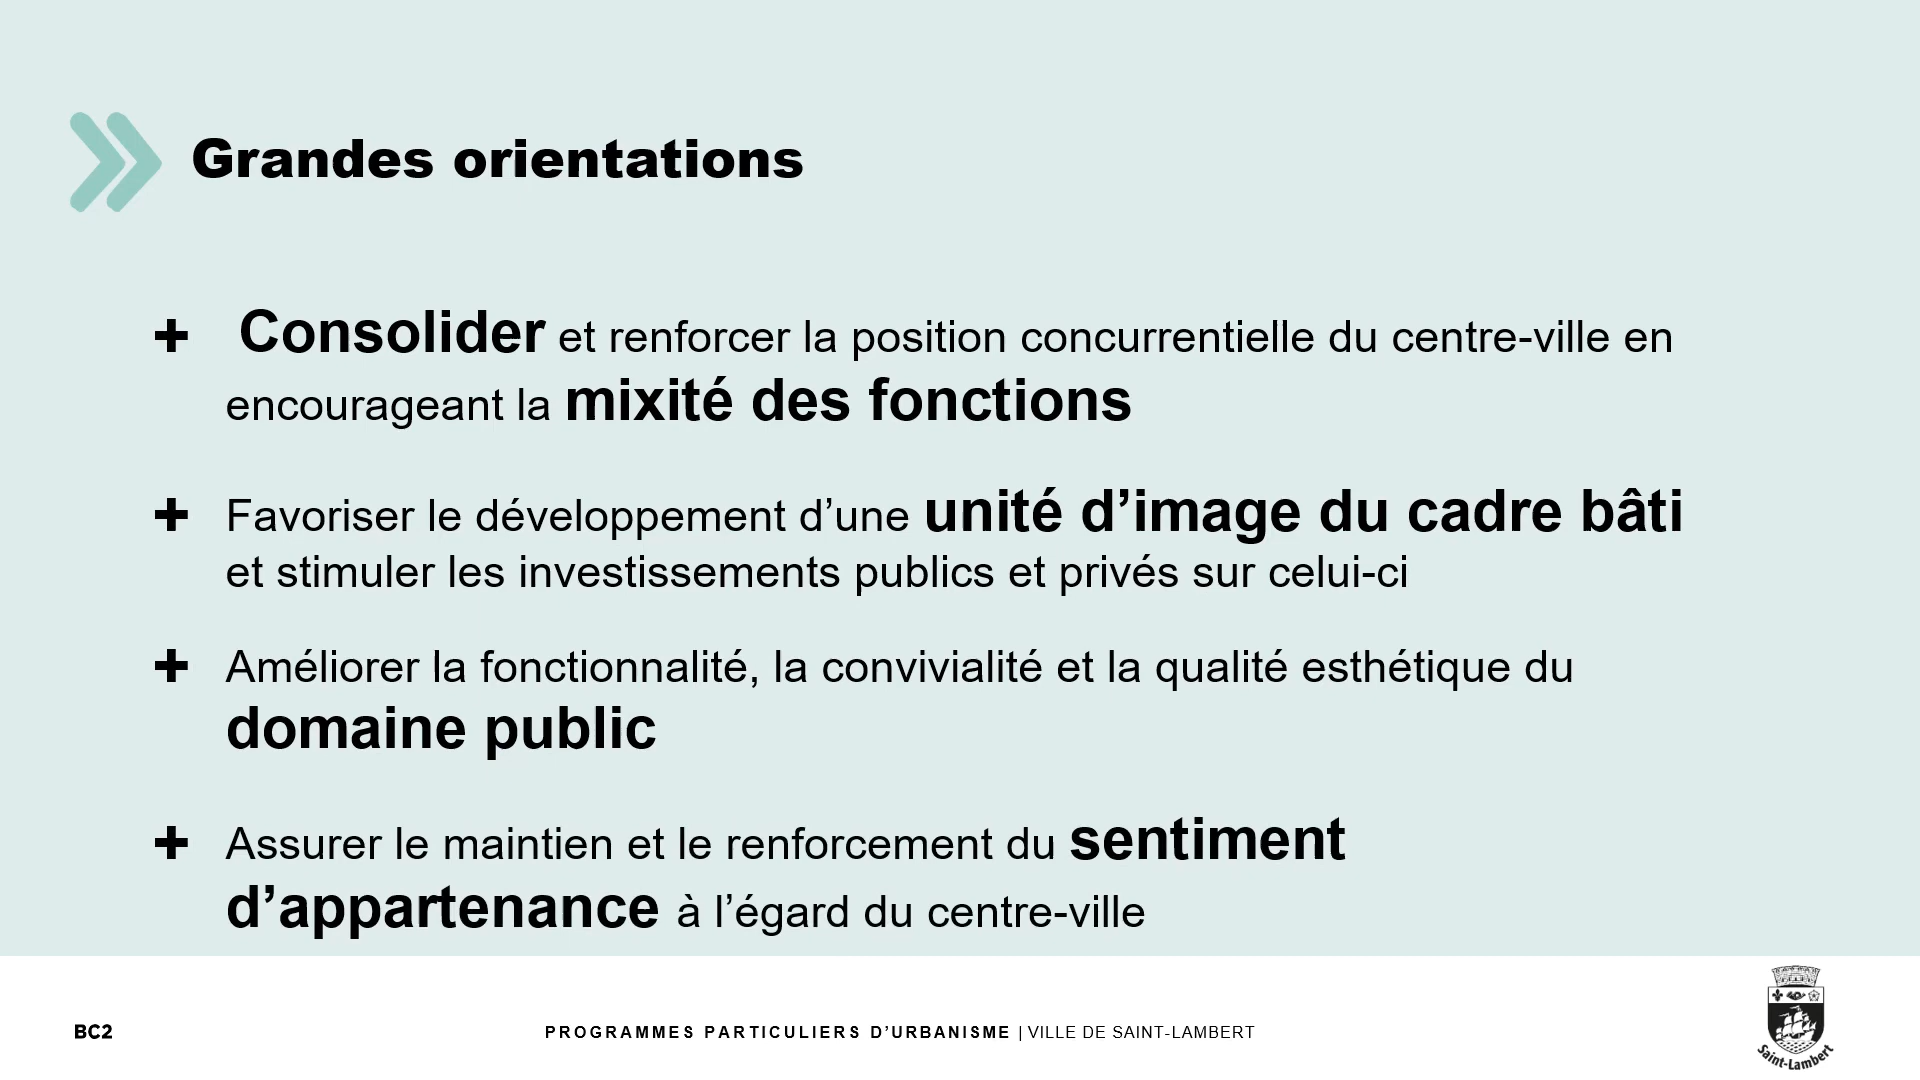 Grandes orientations
+ Consolider et renforcer la position concurrentielle du centre-ville en
encourageant la mixité des fonctions
+ Favoriser le développement d’une unité d’image du cadre bâti
et stimuler les investissements publics et privés sur celui-ci
+ Améliorer la fonctionnalité, la convivialité et la qualité esthétique du
domaine public
+ Assurer le maintien et le renforcement du sentiment
d’appartenance à l’égard du centre-ville
BC2
PROGRAMMES PARTICULIERS D’URBANISME | VILLE DE SAINT-LAMBERT
Saint-Lambert